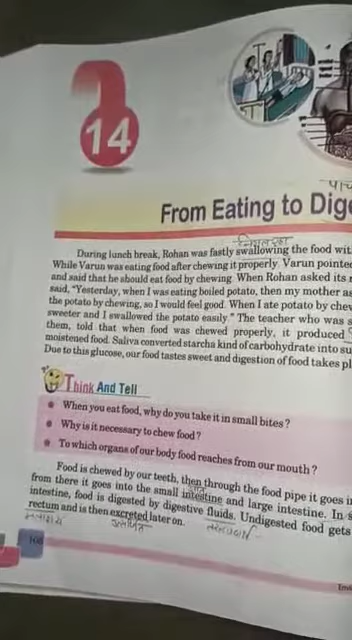 14
From Eating to Dige
During lunch break, Rohan was fastly swallowing the food wit
While Varun was eating food after chewing it properly. Varun pointe
and said that he should eat food by chewing. When Rohan asked its r
said, "Yesterday, when I was eating boiled potato, then my mother as
the potato by chewing, so I would feel good. When I ate potato by chew
sweeter and I swallowed the potato easily." The teacher who was s
them, told that when food was chewed properly, it produced
moistened food. Saliva converted starcha kind of carbohydrate into su
Due to this glucose, our food tastes sweet and digestion of food takes pl
Think And Tell
When you eat food, why do you take it in small bites?
Why is it necessary to chew food?
To which organs of our body food reaches from our mouth?
Food is chewed by our teeth, then through the food pipe it goes i
from there it goes into the small intestine and large intestine. In s
intestine, food is digested by digestive fluids. Undigested food gets
rectum and is then excreted later on.